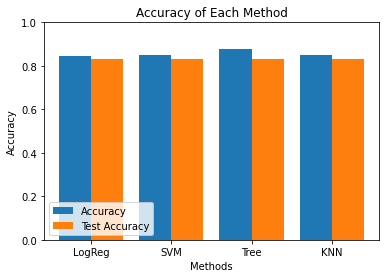 Accuracy of Each Method
Accuracy
1.0
0.8
0.6
0.4
0.2
0.0
Accuracy
Test Accuracy
LogReg SVM Tree KNN
Methods